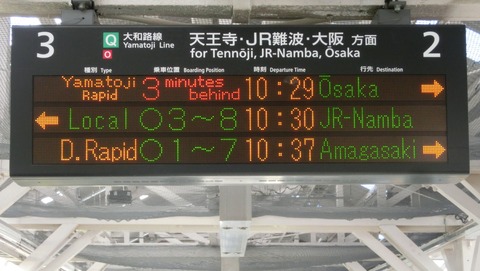 3 Q 大和路線 天王寺・JR難波・大阪 方面 2
O Yamatoji Line for Tennōji, JR-Namba, Ōsaka
種別 Type 乗車位置 Boarding Position 時刻 Departure Time 行先 Destination
Yamatoji Rapid 3 minutes behind 10:29 Ōsaka →
← Local ○3～8 10:30 JR-Namba
D.Rapid ○1～7 10:37 Amagasaki →